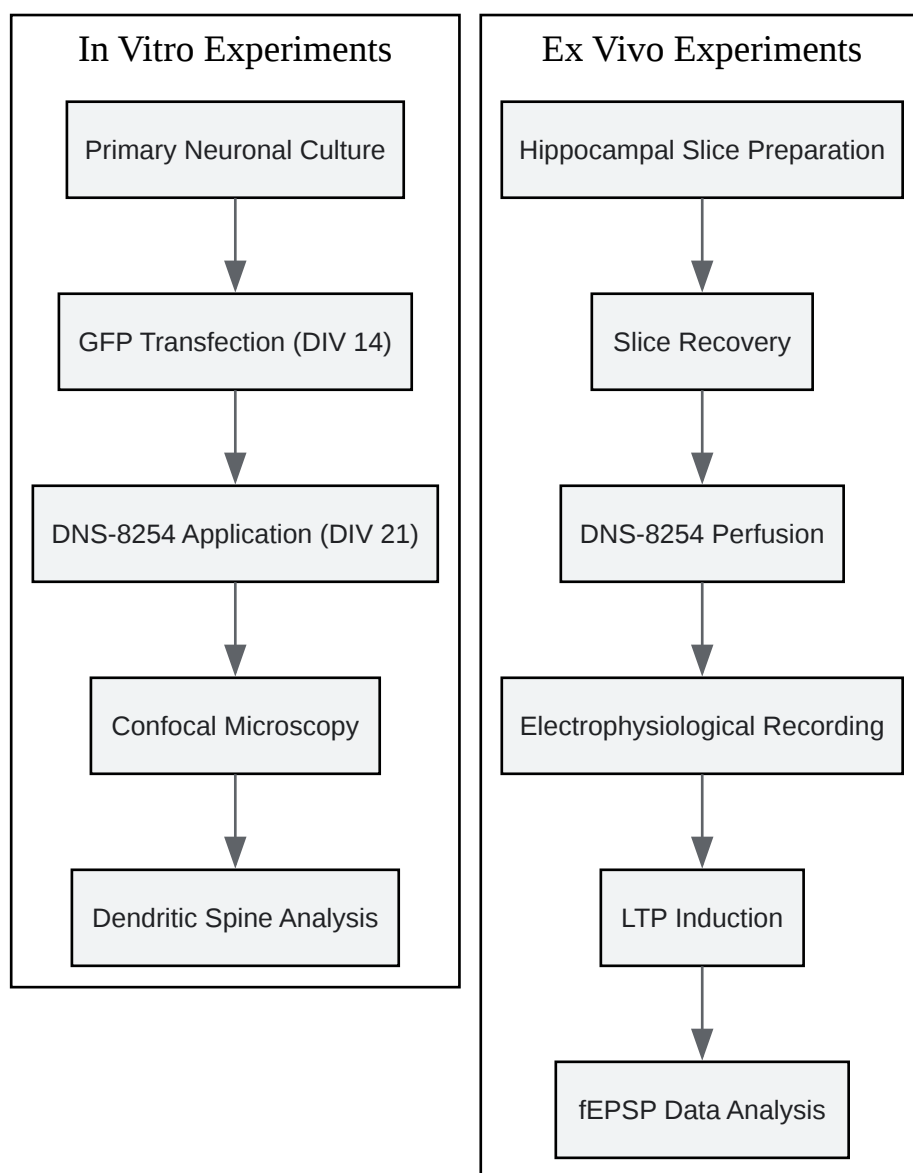 In Vitro Experiments
Primary Neuronal Culture
GFP Transfection (DIV 14)
DNS-8254 Application (DIV 21)
Confocal Microscopy
Dendritic Spine Analysis
Ex Vivo Experiments
Hippocampal Slice Preparation
Slice Recovery
DNS-8254 Perfusion
Electrophysiological Recording
LTP Induction
fEPSP Data Analysis